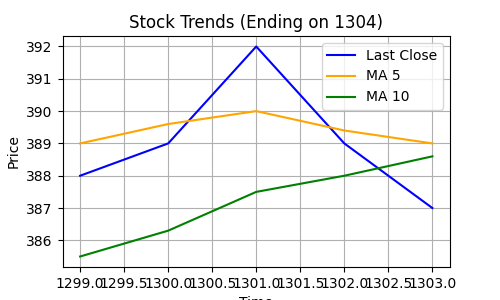 Stock Trends (Ending on 1304)
Last Close
MA 5
MA 10
Price
392
391
390
389
388
387
386
1299.0 1299.5 1300.0 1300.5 1301.0 1301.5 1302.0 1302.5 1303.0
Time